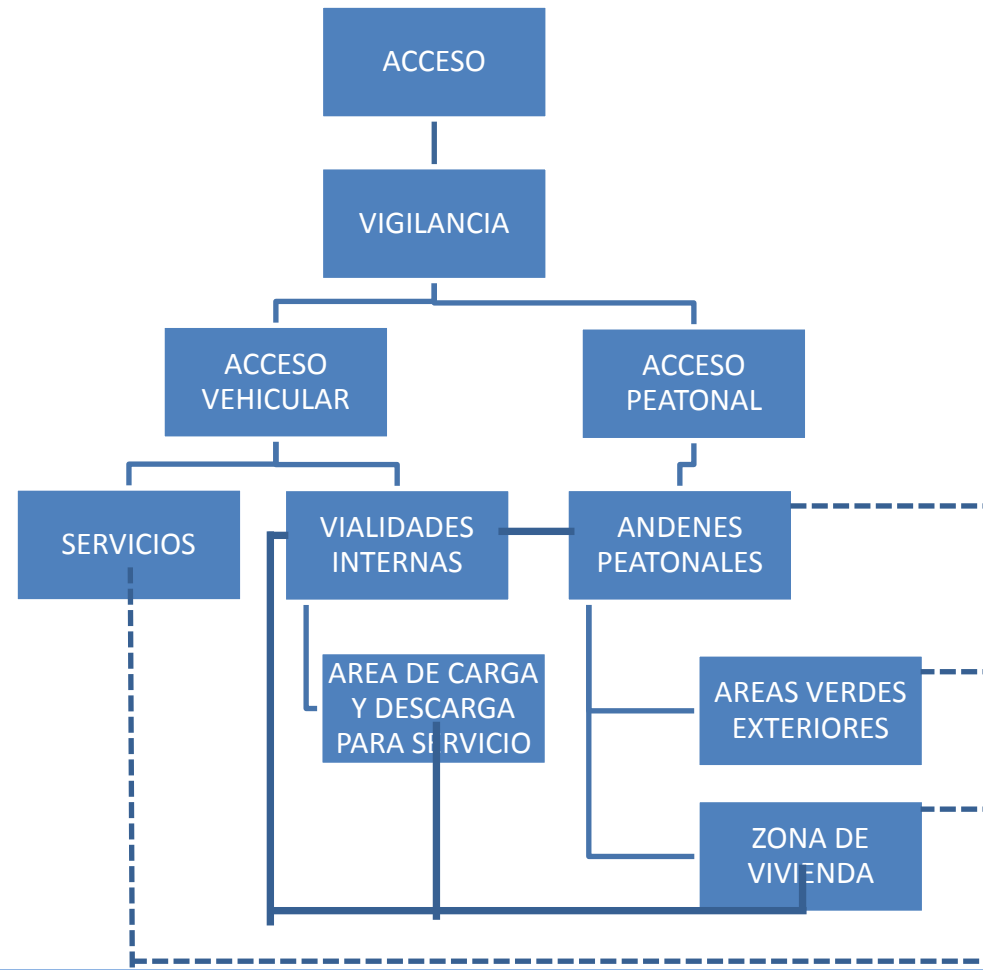 ACCESO
VIGILANCIA
ACCESO
VEHICULAR
ACCESO
PEATONAL
SERVICIOS
VIALIDADES
INTERNAS
ANDENES
PEATONALES
AREA DE CARGA
Y DESCARGA
PARA SERVICIO
AREAS VERDES
EXTERIORES
ZONA DE
VIVIENDA